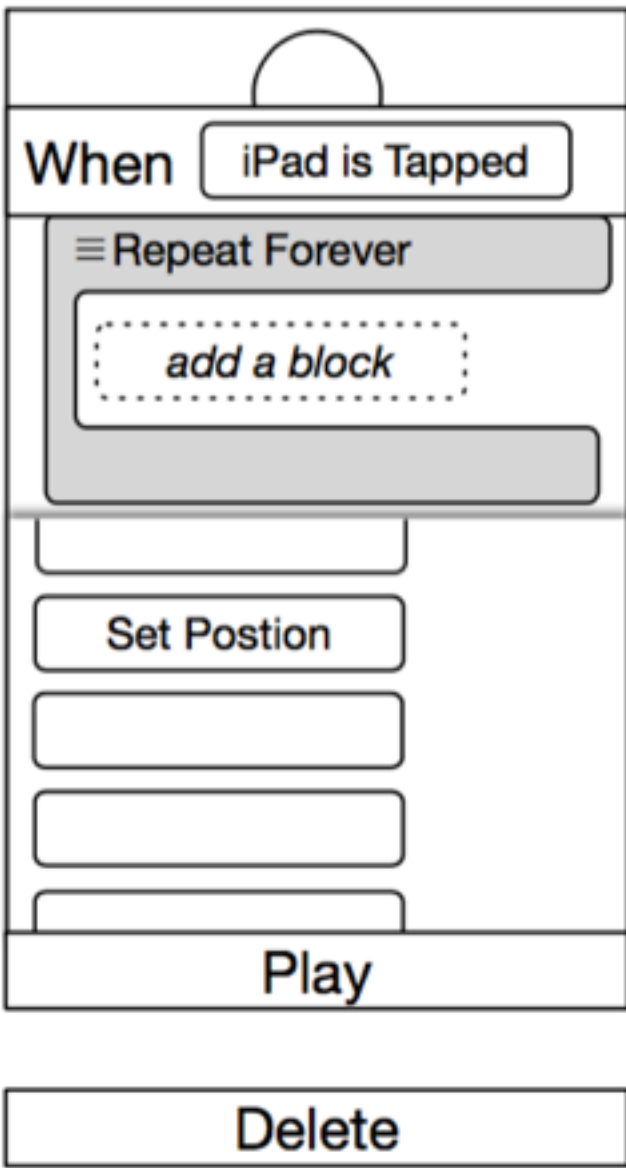 When iPad is Tapped
Repeat Forever
add a block
Set Postion
Play
Delete